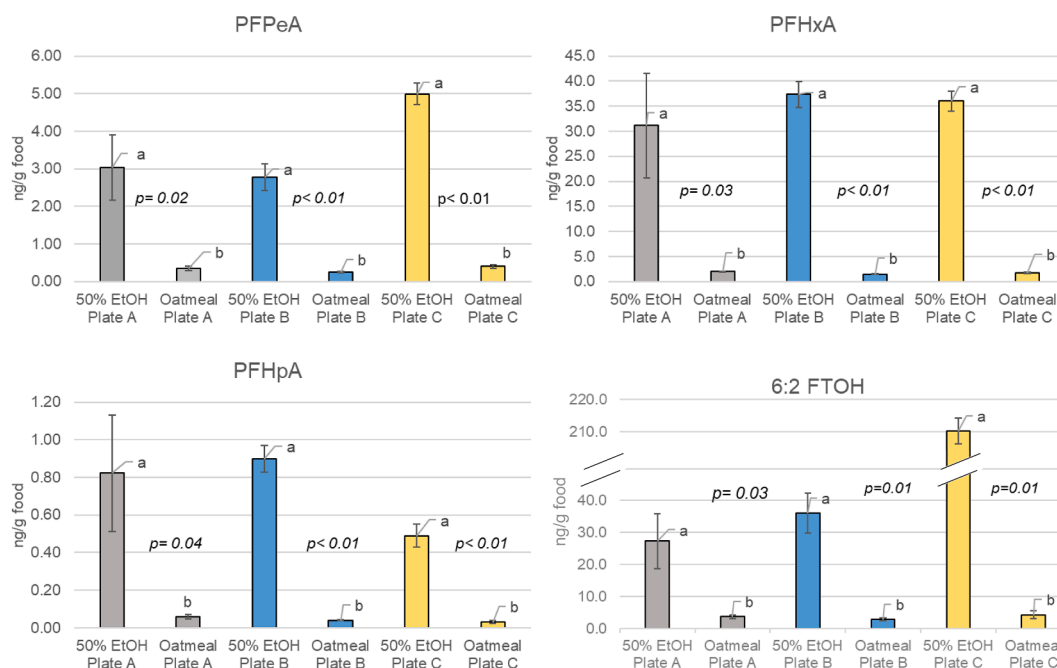 PFPeA
6.00
5.00
4.00
3.00
2.00
1.00
0.00
ng/g food
a
b
a
b
a
b
p= 0.02
p< 0.01
p< 0.01
50% EtOH Oatmeal 50% EtOH Oatmeal 50% EtOH Oatmeal
Plate A Plate A Plate B Plate B Plate C Plate C
PFHxA
45.0
40.0
35.0
30.0
25.0
20.0
15.0
10.0
5.0
0.0
ng/g food
a
b
a
b
a
b
p= 0.03
p< 0.01
p< 0.01
50% EtOH Oatmeal 50% EtOH Oatmeal 50% EtOH Oatmeal
Plate A Plate A Plate B Plate B Plate C Plate C
PFHpA
1.20
1.00
0.80
0.60
0.40
0.20
0.00
ng/g food
a
b
a
b
a
b
p= 0.04
p< 0.01
p< 0.01
50% EtOH Oatmeal 50% EtOH Oatmeal 50% EtOH Oatmeal
Plate A Plate A Plate B Plate B Plate C Plate C
6:2 FTOH
220.0
210.0
40.0
30.0
20.0
10.0
0.0
ng/g food
a
b
a
b
a
b
p= 0.03
p=0.01
p=0.01
50% EtOH Oatmeal 50% EtOH Oatmeal 50% EtOH Oatmeal
Plate A Plate A Plate B Plate B Plate C Plate C